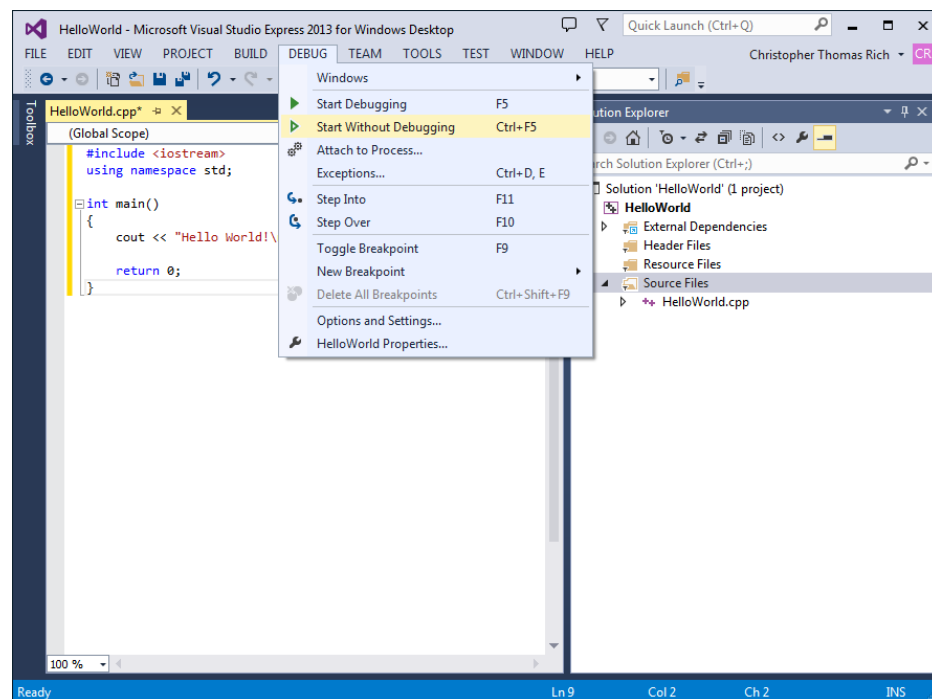 HelloWorld - Microsoft Visual Studio Express 2013 for Windows Desktop
Quick Launch (Ctrl+Q)
FILE EDIT VIEW PROJECT BUILD DEBUG TEAM TOOLS TEST WINDOW HELP
Christopher Thomas Rich
CR
Toolbox
HelloWorld.cpp*
(Global Scope)
#include <iostream>
using namespace std;
int main()
{
cout << "Hello World!\
return 0;
}
Windows
Start Debugging F5
Start Without Debugging Ctrl+F5
Attach to Process...
Exceptions... Ctrl+D, E
Step Into F11
Step Over F10
Toggle Breakpoint F9
New Breakpoint
Delete All Breakpoints Ctrl+Shift+F9
Options and Settings...
HelloWorld Properties...
ution Explorer
rch Solution Explorer (Ctrl+;)
Solution 'HelloWorld' (1 project)
HelloWorld
External Dependencies
Header Files
Resource Files
Source Files
HelloWorld.cpp
100 %
Ready Ln 9 Col 2 Ch 2 INS